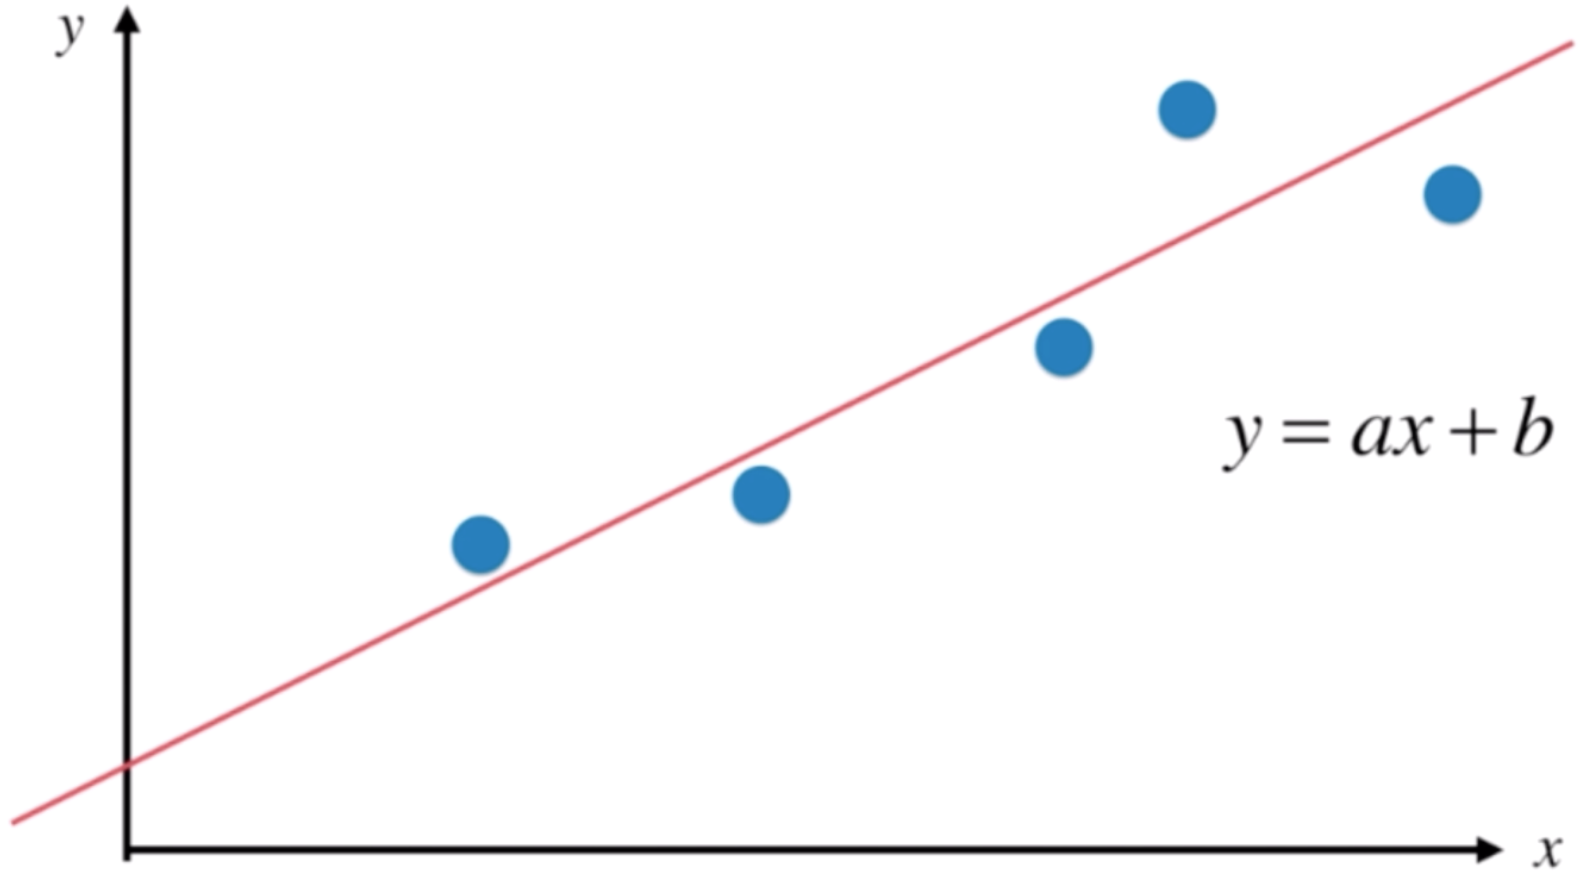 y
y = ax + b
x